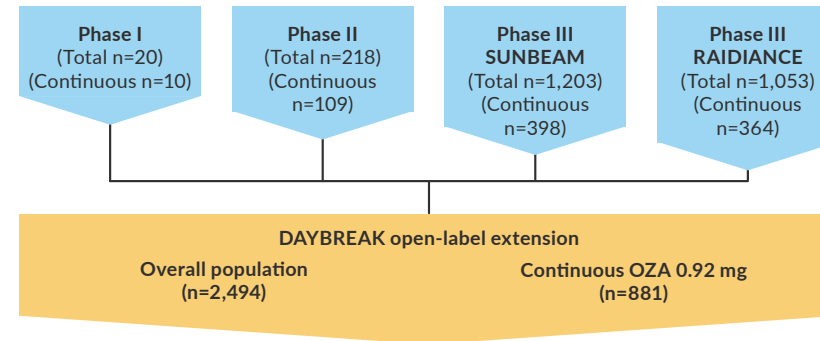 Phase I
(Total n=20)
(Continuous n=10)
Phase II
(Total n=218)
(Continuous
n=109)
Phase III
SUNBEAM
(Total n=1,203)
(Continuous
n=398)
Phase III
RAIDIANCE
(Total n=1,053)
(Continuous
n=364)
DAYBREAK open-label extension
Overall population
(n=2,494)
Continuous OZA 0.92 mg
(n=881)